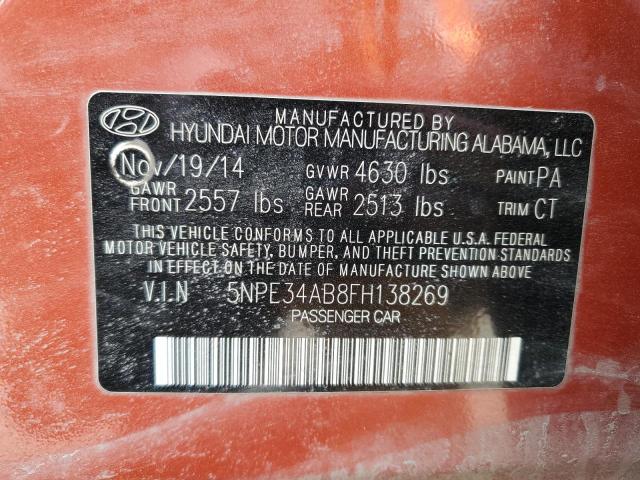 MANUFACTURED BY
HYUNDAI MOTOR MANUFACTURING ALABAMA, LLC
Nov/19/14 GVWR 4630 lbs PAINT PA
GAWR FRONT 2557 lbs GAWR REAR 2513 lbs TRIM CT
THIS VEHICLE CONFORMS TO ALL APPLICABLE U.S.A. FEDERAL
MOTOR VEHICLE SAFETY, BUMPER, AND THEFT PREVENTION
STANDARDS IN EFFECT ON THE DATE OF MANUFACTURE SHOWN ABOVE.
V.I.N 5NPE34AB8FH138269
PASSENGER CAR